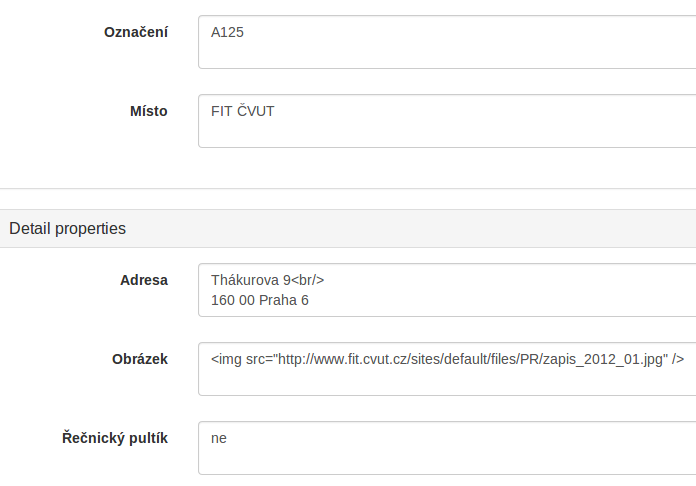 Označení
A125
Místo
FIT ČVUT
Detail properties
Adresa
Thákurova 9<br/>
160 00 Praha 6
Obrázek
<img src="http://www.fit.cvut.cz/sites/default/files/PR/zapis_2012_01.jpg" />
Řečnický pultík
ne